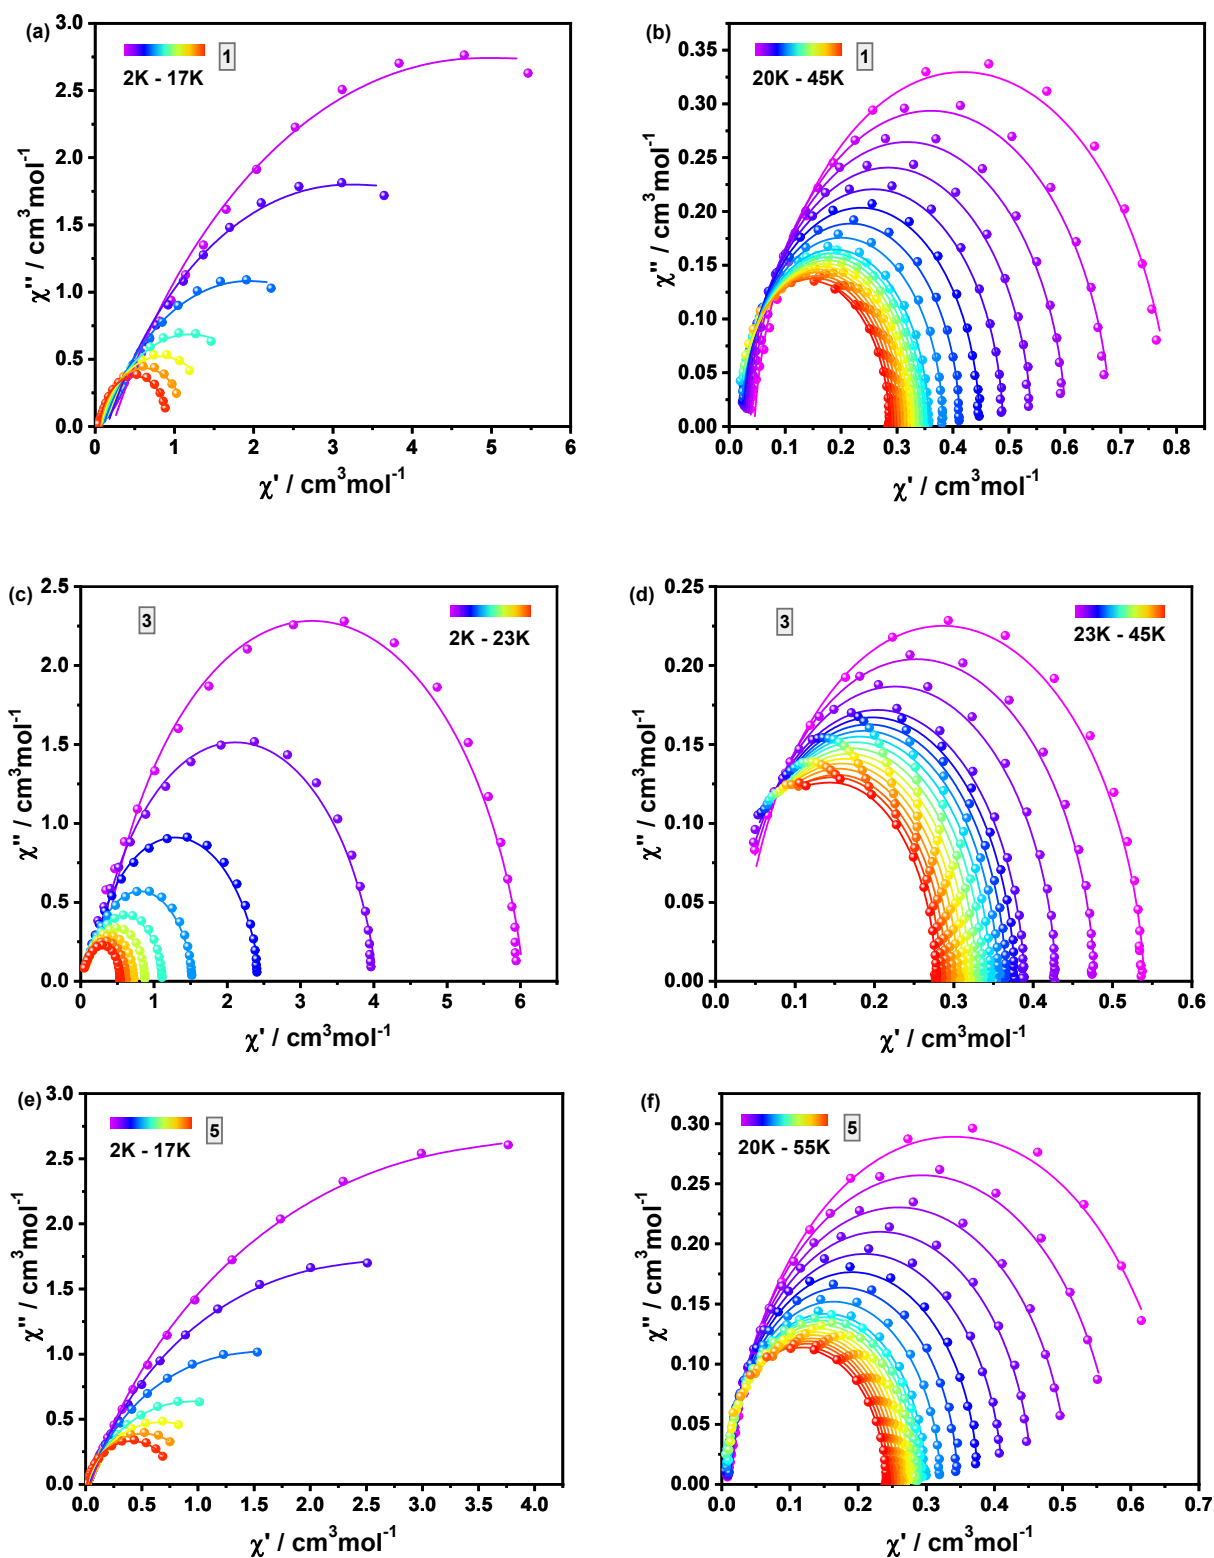 (a)
3.0
2.5
2.0
1.5
1.0
0.5
0.0
0 1 2 3 4 5 6
χ'' / cm³mol⁻¹
χ' / cm³mol⁻¹
2K - 17K
1
(b)
0.35
0.30
0.25
0.20
0.15
0.10
0.05
0.00
0.0 0.1 0.2 0.3 0.4 0.5 0.6 0.7 0.8
χ'' / cm³mol⁻¹
χ' / cm³mol⁻¹
20K - 45K
1
(c)
2.5
2.0
1.5
1.0
0.5
0.0
0 1 2 3 4 5 6
χ'' / cm³mol⁻¹
χ' / cm³mol⁻¹
3
2K - 23K
(d)
0.25
0.20
0.15
0.10
0.05
0.00
0.0 0.1 0.2 0.3 0.4 0.5 0.6
χ'' / cm³mol⁻¹
χ' / cm³mol⁻¹
3
23K - 45K
(e)
3.0
2.5
2.0
1.5
1.0
0.5
0.0
0.0 0.5 1.0 1.5 2.0 2.5 3.0 3.5 4.0
χ'' / cm³mol⁻¹
χ' / cm³mol⁻¹
2K - 17K
5
(f)
0.30
0.25
0.20
0.15
0.10
0.05
0.00
0.0 0.1 0.2 0.3 0.4 0.5 0.6 0.7
χ'' / cm³mol⁻¹
χ' / cm³mol⁻¹
20K - 55K
5